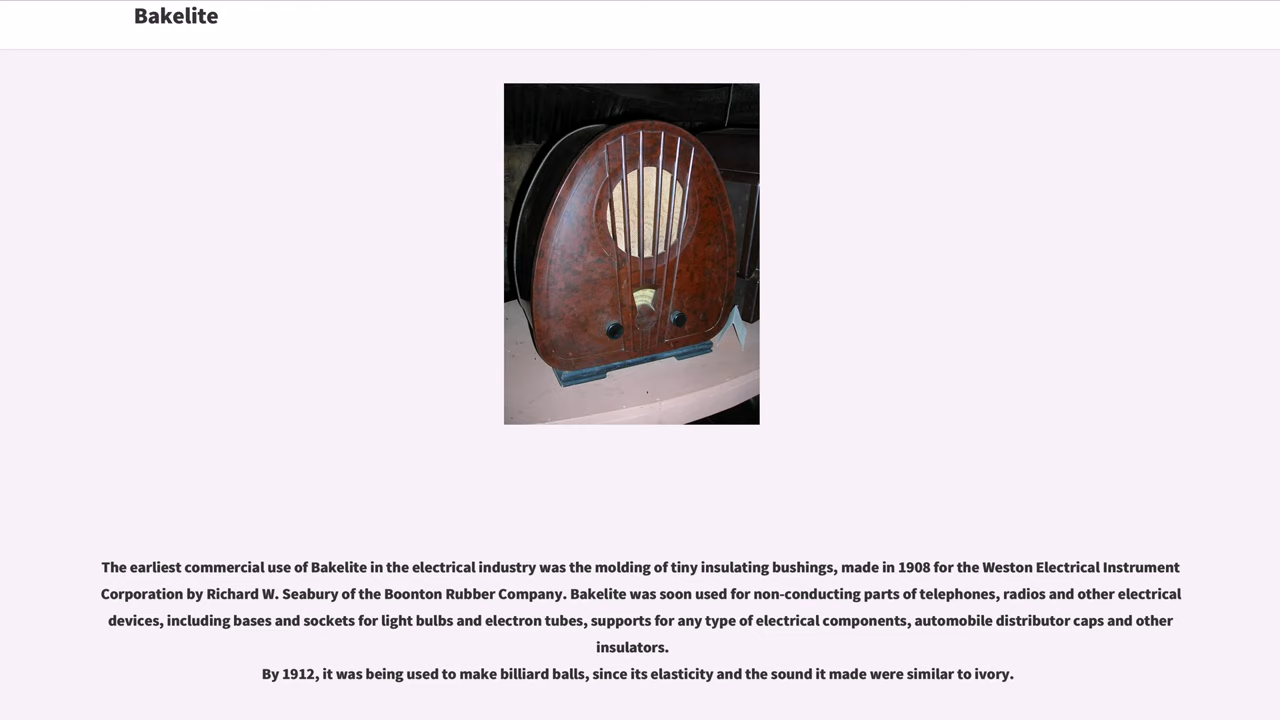 Bakelite
The earliest commercial use of Bakelite in the electrical industry was the molding of tiny insulating bushings, made in 1908 for the Weston Electrical Instrument
Corporation by Richard W. Seabury of the Boonton Rubber Company. Bakelite was soon used for non-conducting parts of telephones, radios and other electrical
devices, including bases and sockets for light bulbs and electron tubes, supports for any type of electrical components, automobile distributor caps and other
insulators.
By 1912, it was being used to make billiard balls, since its elasticity and the sound it made were similar to ivory.